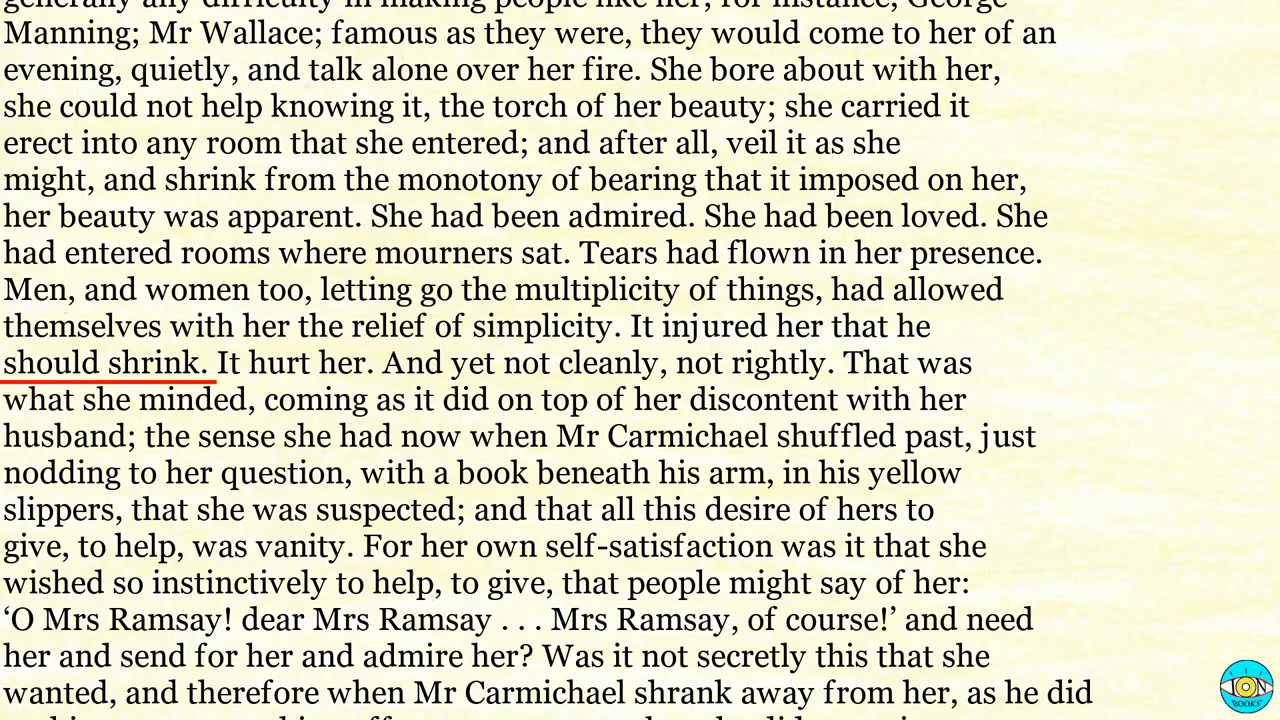 generally any difficulty in making people like her; for instance, George
Manning; Mr Wallace; famous as they were, they would come to her of an
evening, quietly, and talk alone over her fire. She bore about with her,
she could not help knowing it, the torch of her beauty; she carried it
erect into any room that she entered; and after all, veil it as she
might, and shrink from the monotony of bearing that it imposed on her,
her beauty was apparent. She had been admired. She had been loved. She
had entered rooms where mourners sat. Tears had flown in her presence.
Men, and women too, letting go the multiplicity of things, had allowed
themselves with her the relief of simplicity. It injured her that he
should shrink. It hurt her. And yet not cleanly, not rightly. That was
what she minded, coming as it did on top of her discontent with her
husband; the sense she had now when Mr Carmichael shuffled past, just
nodding to her question, with a book beneath his arm, in his yellow
slippers, that she was suspected; and that all this desire of hers to
give, to help, was vanity. For her own self-satisfaction was it that she
wished so instinctively to help, to give, that people might say of her:
‘O Mrs Ramsay! dear Mrs Ramsay . . . Mrs Ramsay, of course!’ and need
her and send for her and admire her? Was it not secretly this that she
wanted, and therefore when Mr Carmichael shrank away from her, as he did
ION
BOOKS